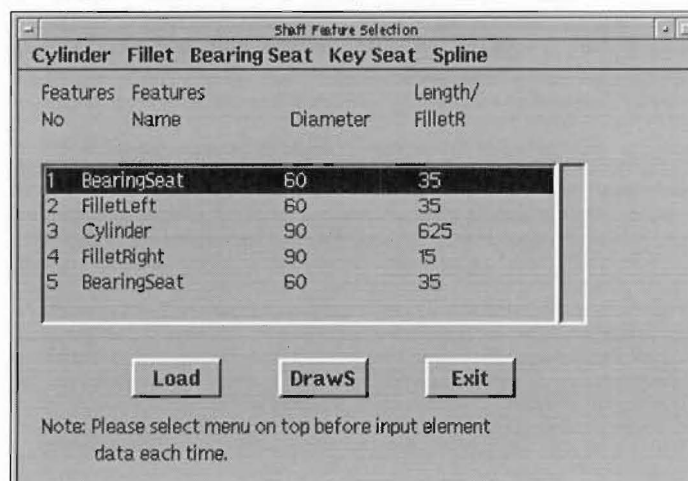 Shaft Feature Selection
Cylinder Fillet Bearing Seat Key Seat Spline
Features Features Length/
No Name Diameter FilletR
1 BearingSeat 60 35
2 FilletLeft 60 35
3 Cylinder 90 625
4 FilletRight 90 15
5 BearingSeat 60 35
Load DrawS Exit
Note: Please select menu on top before input element
data each time.